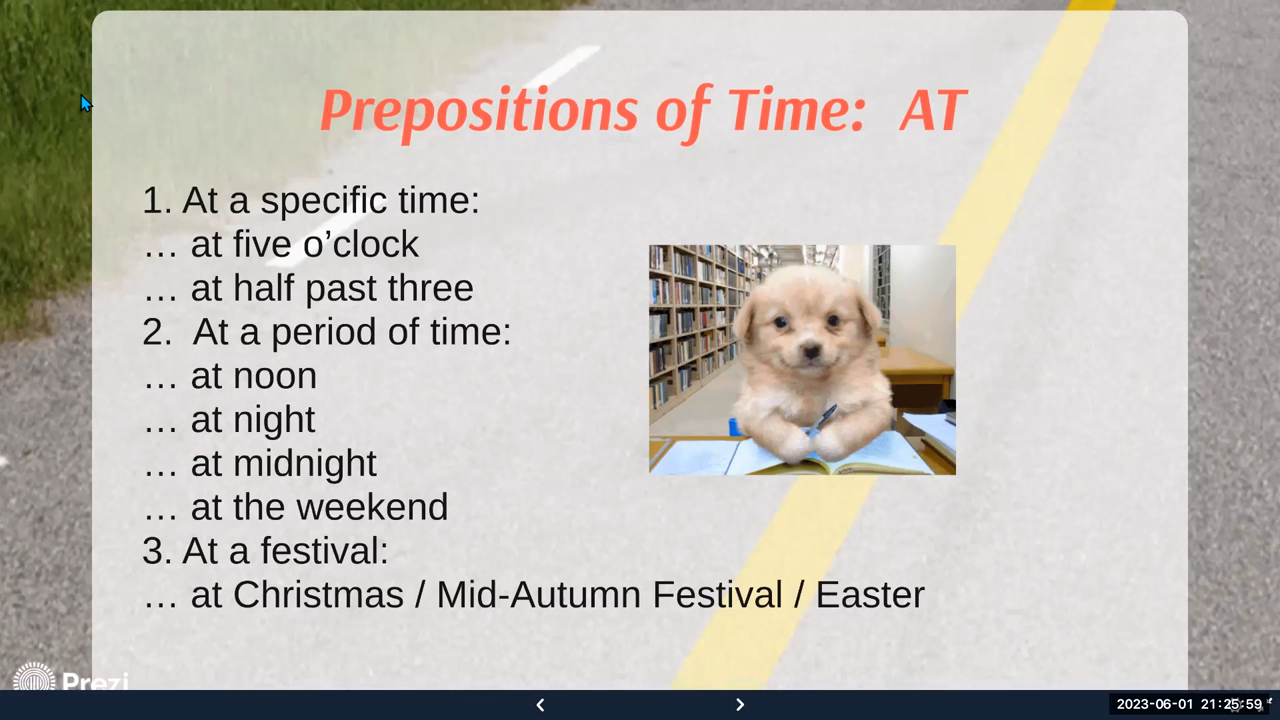 Prepositions of Time: AT
1. At a specific time:
… at five o’clock
… at half past three
2. At a period of time:
… at noon
… at night
… at midnight
… at the weekend
3. At a festival:
… at Christmas / Mid-Autumn Festival / Easter
Prezi
2023-06-01 21:25:59